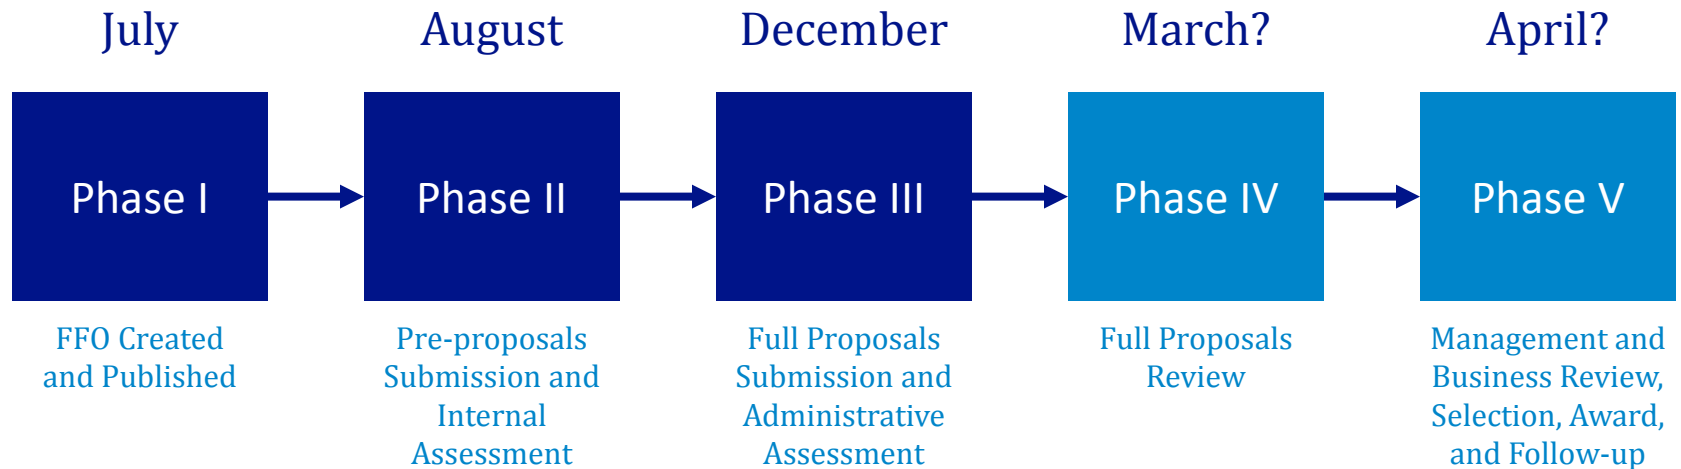 July
August
December
March?
April?
Phase I
Phase II
Phase III
Phase IV
Phase V
FFO Created
and Published
Pre-proposals
Submission and
Internal
Assessment
Full Proposals
Submission and
Administrative
Assessment
Full Proposals
Review
Management and
Business Review,
Selection, Award,
and Follow-up